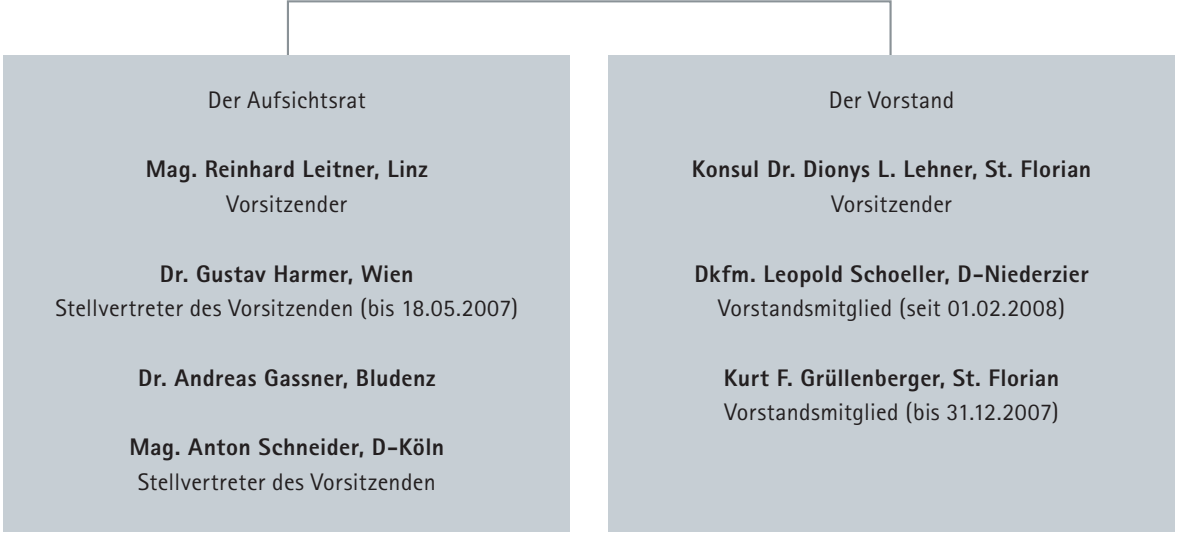 Der Aufsichtsrat
Mag. Reinhard Leitner, Linz
Vorsitzender
Dr. Gustav Harmer, Wien
Stellvertreter des Vorsitzenden (bis 18.05.2007)
Dr. Andreas Gassner, Bludenz
Mag. Anton Schneider, D-Köln
Stellvertreter des Vorsitzenden
Der Vorstand
Konsul Dr. Dionys L. Lehner, St. Florian
Vorsitzender
Dkfm. Leopold Schoeller, D-Niederzier
Vorstandsmitglied (seit 01.02.2008)
Kurt F. Grüllenberger, St. Florian
Vorstandsmitglied (bis 31.12.2007)